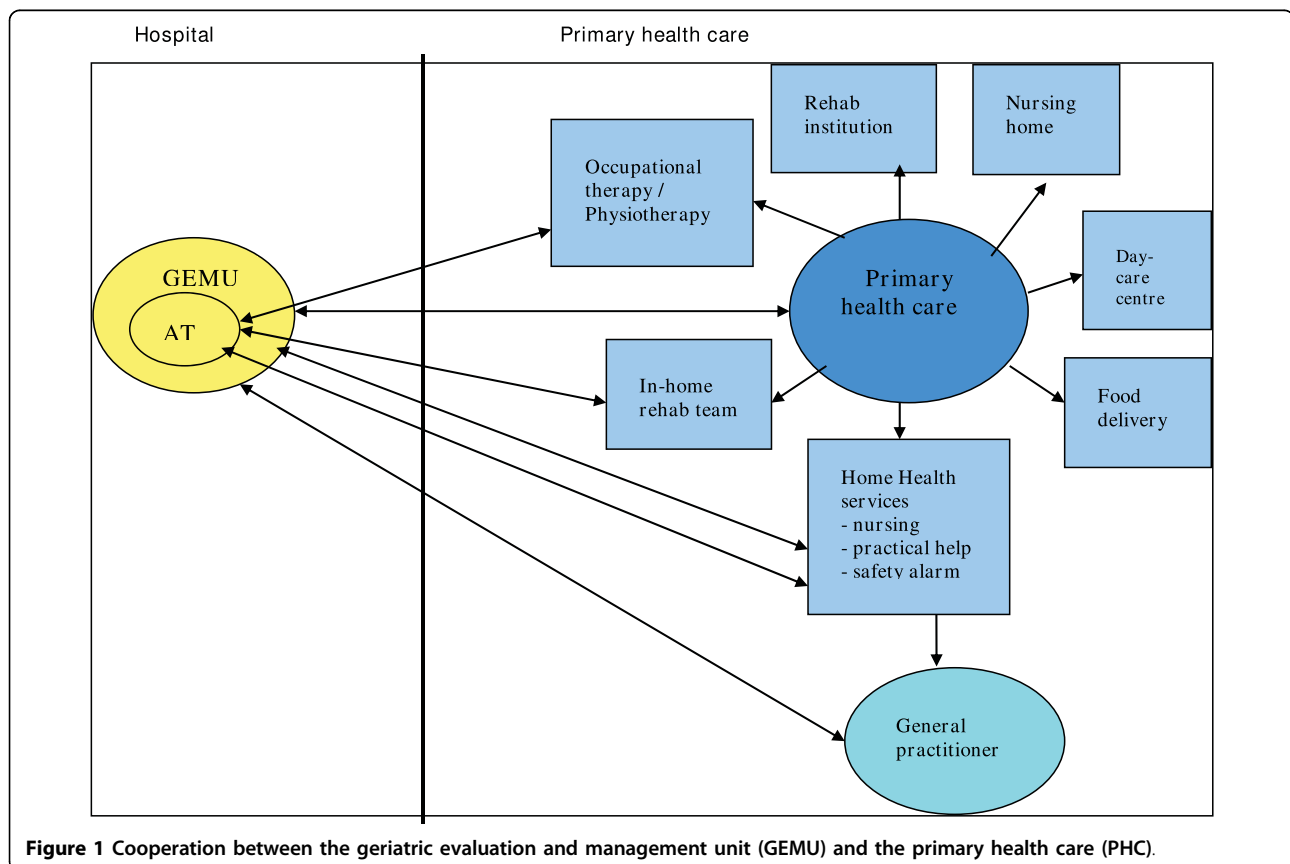 Hospital
Primary health care
Rehab
institution
Nursing
home
Occupational
therapy /
Physiotherapy
GEMU
AT
Primary
health care
Day-
care
centre
In-home
rehab team
Food
delivery
Home Health
services
- nursing
- practical help
- safety alarm
General
practitioner
Figure 1 Cooperation between the geriatric evaluation and management unit (GEMU) and the primary health care (PHC).